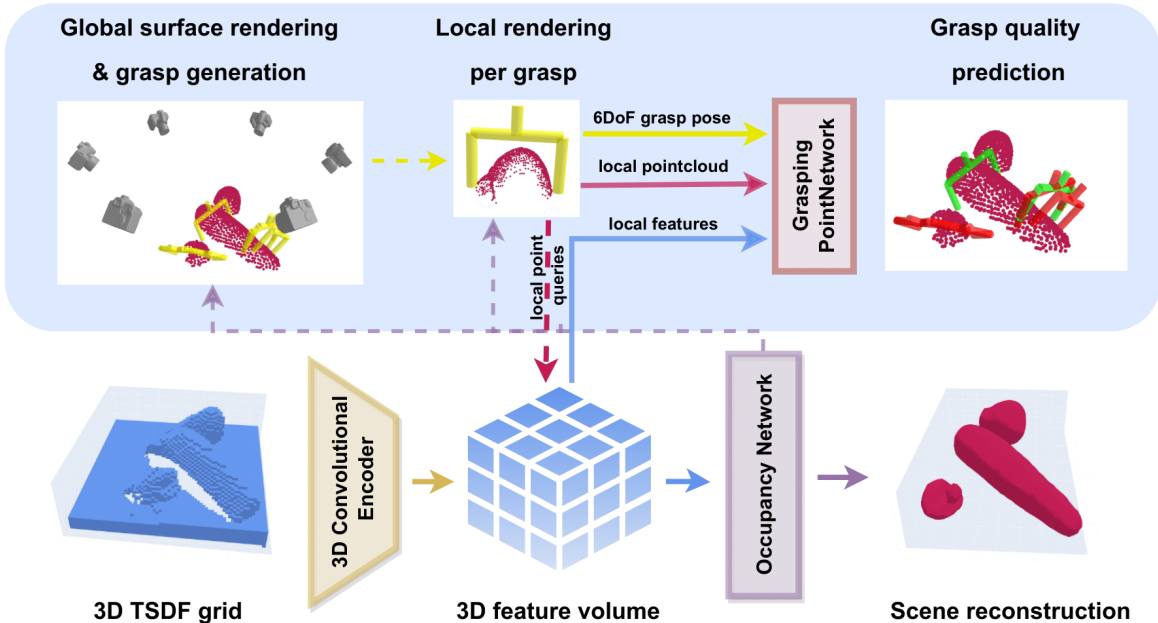 Global surface rendering
& grasp generation
Local rendering
per grasp
Grasp quality
prediction
6DoF grasp pose
local pointcloud
local features
Grasping
PointNetwork
local point
queries
3D Convolutional
Encoder
Occupancy Network
3D TSDF grid
3D feature volume
Scene reconstruction